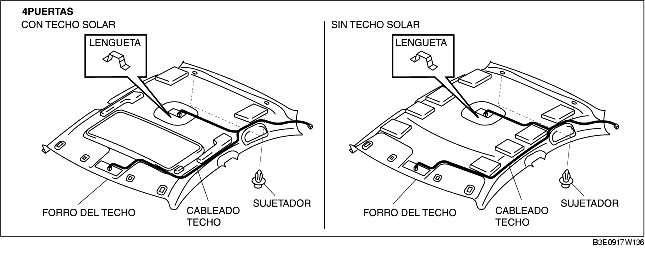 4PUERTAS
CON TECHO SOLAR
LENGUETA
FORRO DEL TECHO
CABLEADO
TECHO
SUJETADOR
SIN TECHO SOLAR
LENGUETA
FORRO DEL TECHO
CABLEADO
TECHO
SUJETADOR
B3E0917W136